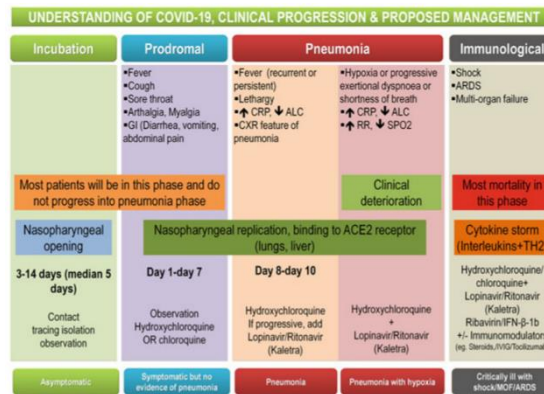 UNDERSTANDING OF COVID-19, CLINICAL PROGRESSION & PROPOSED MANAGEMENT
Incubation
Prodromal
Pneumonia
Immunological
▪Fever
▪Cough
▪Sore throat
▪Arthalgia, Myalgia
▪GI (Diarrhea, vomiting,
abdominal pain
▪Fever (recurrent or
persistent)
▪Lethargy
▪↑ CRP, ↓ ALC
▪CXR feature of
pneumonia
▪Hypoxia or progressive
exertional dyspnoea or
shortness of breath
▪↑ CRP, ↓ ALC
▪↑ RR, ↓ SPO2
▪Shock
▪ARDS
▪Multi-organ failure
Most patients will be in this phase and do
not progress into pneumonia phase
Clinical
deterioration
Most mortality in
this phase
Nasopharyngeal
opening
Nasopharyngeal replication, binding to ACE2 receptor
(lungs, liver)
Cytokine storm
(Interleukins+TH2)
3-14 days (median 5
days)
Contact
tracing isolation
observation
Day 1-day 7
Observation
Hydroxychloroquine
OR chloroquine
Day 8-day 10
Hydroxychloroquine
If progressive, add
Lopinavir/Ritonavir
(Kaletra)
Hydroxychloroquine
+
Lopinavir/Ritonavir
(Kaletra)
Hydroxychloroquine/
chloroquine+
Lopinavir/Ritonavir
(Kaletra)
Ribavirin/IFN-β-1b
+/- Immunomodulators
(eg. Steroids,/IVIG/Tocilizumab)
Asymptomatic
Symptomatic but no
evidence of pneumonia
Pneumonia
Pneumonia with hypoxia
Critically ill with
shock/MOF/ARDS